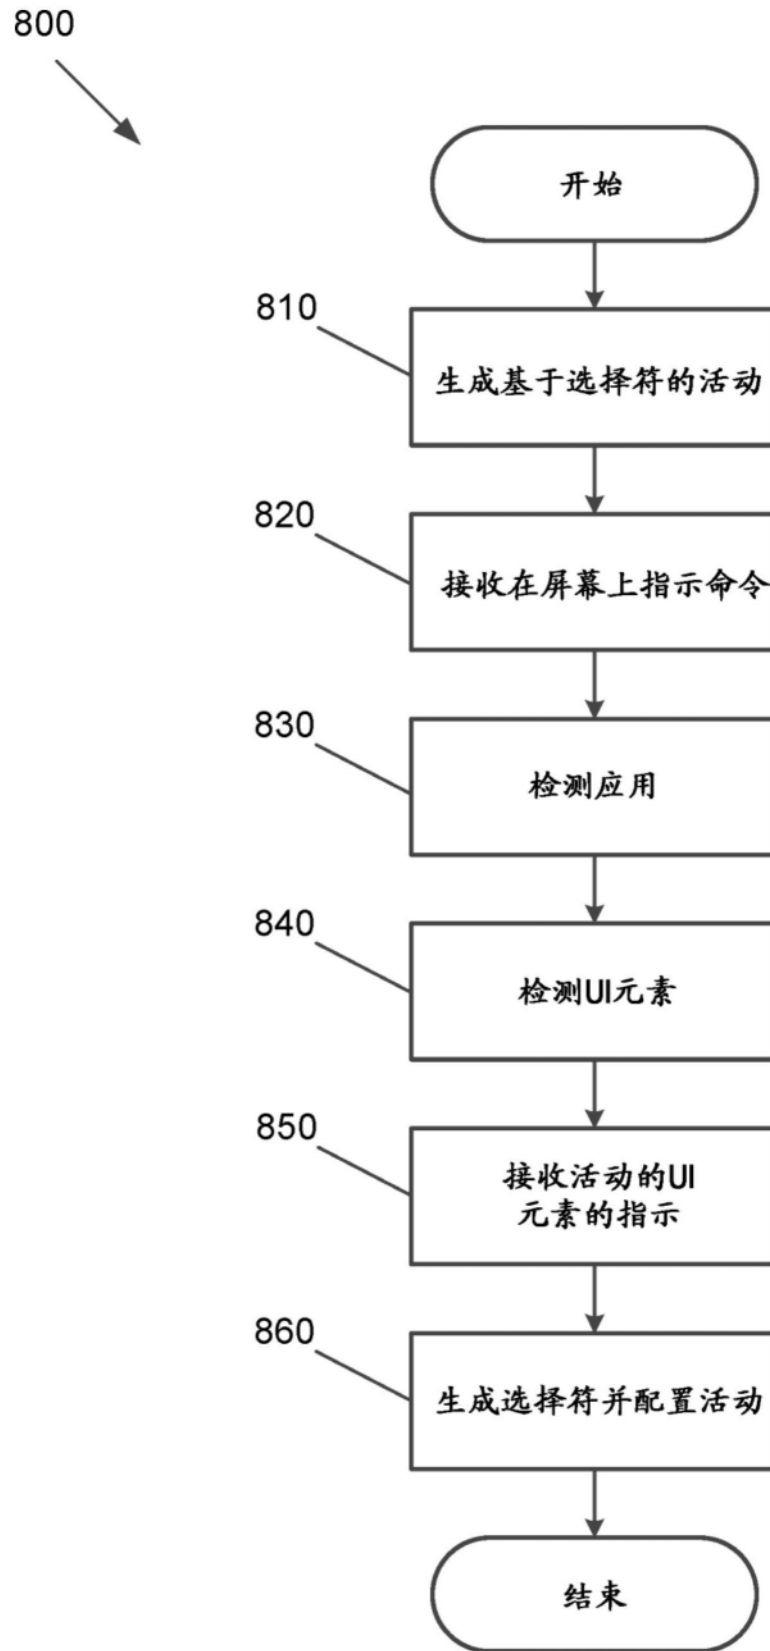 800
开始
810
生成基于选择符的活动
820
接收在屏幕上指示命令
830
检测应用
840
检测UI元素
850
接收活动的UI
元素的指示
860
生成选择符并配置活动
结束